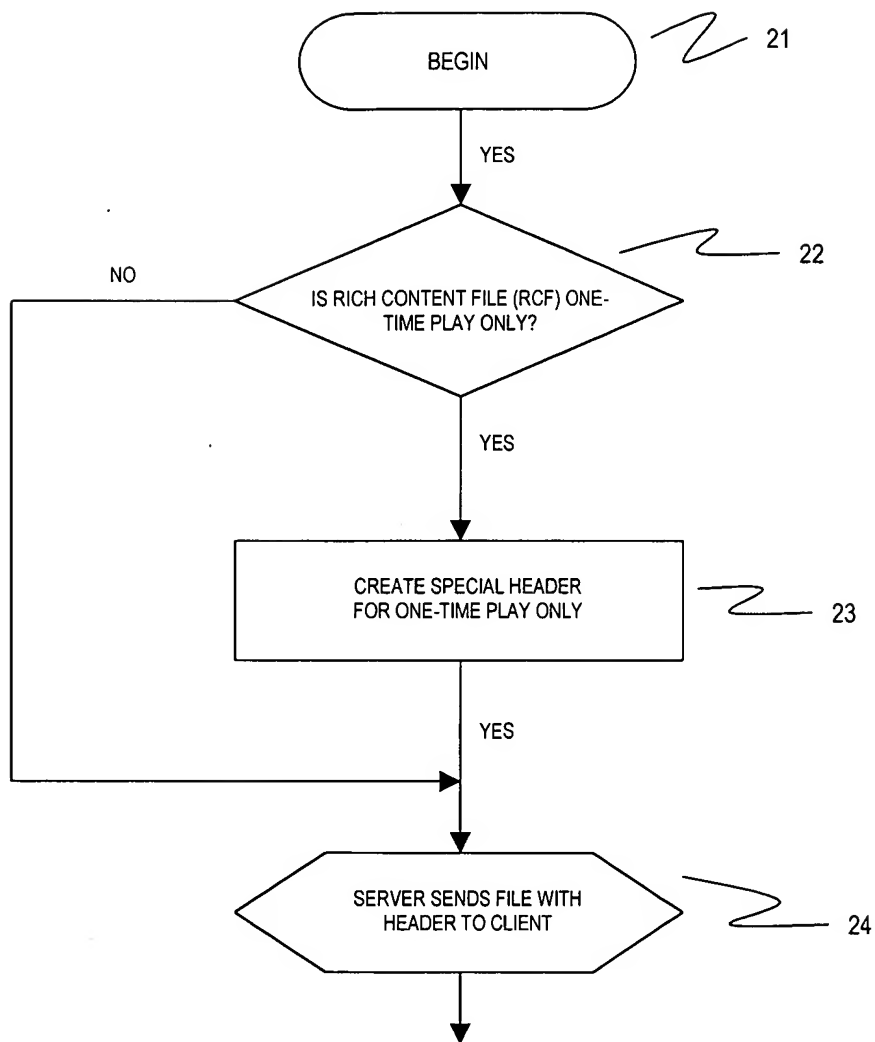 BEGIN
21
YES
22
NO
IS RICH CONTENT FILE (RCF) ONE-
TIME PLAY ONLY?
YES
CREATE SPECIAL HEADER
FOR ONE-TIME PLAY ONLY
23
YES
SERVER SENDS FILE WITH
HEADER TO CLIENT
24